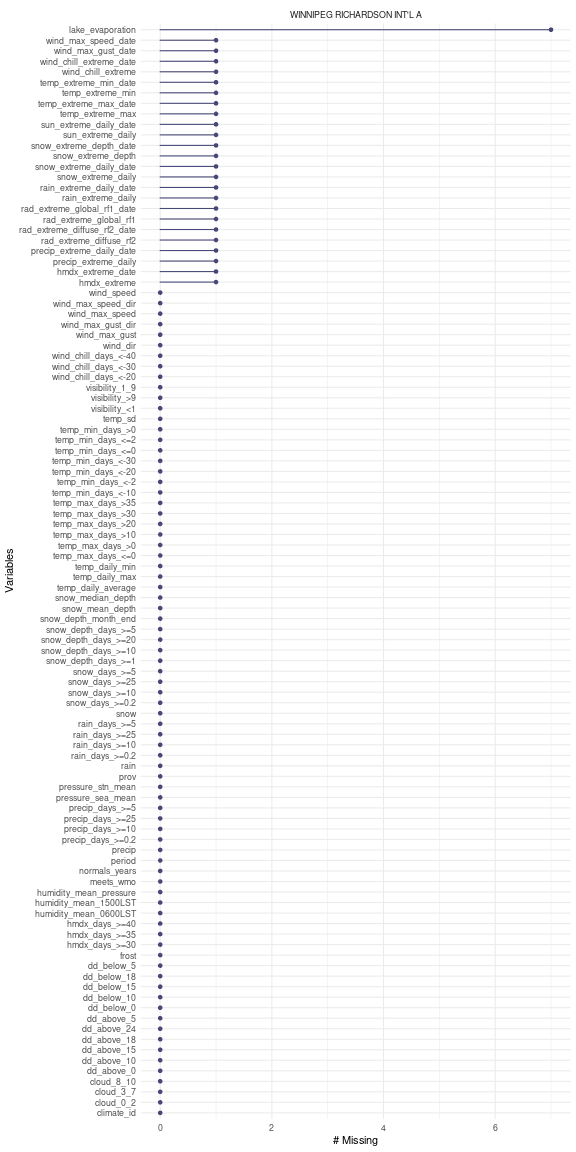 WINNIPEG RICHARDSON INT'L A
lake_evaporation
wind_max_speed_date
wind_max_gust_date
wind_chill_extreme_date
wind_chill_extreme
temp_extreme_min_date
temp_extreme_min
temp_extreme_max_date
temp_extreme_max
sun_extreme_daily_date
sun_extreme_daily
snow_extreme_depth_date
snow_extreme_depth
snow_extreme_daily_date
snow_extreme_daily
rain_extreme_daily_date
rain_extreme_daily
rad_extreme_global_rf1_date
rad_extreme_global_rf1
rad_extreme_diffuse_rf2_date
rad_extreme_diffuse_rf2
precip_extreme_daily_date
precip_extreme_daily
hmdx_extreme_date
hmdx_extreme
wind_speed
wind_max_speed_dir
wind_max_speed
wind_max_gust_dir
wind_max_gust
wind_dir
wind_chill_days_<-40
wind_chill_days_<-30
wind_chill_days_<-20
visibility_1_9
visibility_>9
visibility_<1
temp_sd
temp_min_days_>0
temp_min_days_<=2
temp_min_days_<=0
temp_min_days_<-30
temp_min_days_<-20
temp_min_days_<-2
temp_min_days_<-10
temp_max_days_>35
temp_max_days_>30
temp_max_days_>20
temp_max_days_>10
temp_max_days_>0
temp_max_days_<=0
temp_daily_min
temp_daily_max
temp_daily_average
snow_median_depth
snow_mean_depth
snow_depth_month_end
snow_depth_days_>=5
snow_depth_days_>=20
snow_depth_days_>=10
snow_depth_days_>=1
snow_days_>=5
snow_days_>=25
snow_days_>=10
snow_days_>=0.2
snow
rain_days_>=5
rain_days_>=25
rain_days_>=10
rain_days_>=0.2
rain
prov
pressure_stn_mean
pressure_sea_mean
precip_days_>=5
precip_days_>=25
precip_days_>=10
precip_days_>=0.2
precip
period
normals_years
meets_wmo
humidity_mean_pressure
humidity_mean_1500LST
humidity_mean_0600LST
hmdx_days_>=40
hmdx_days_>=35
hmdx_days_>=30
frost
dd_below_5
dd_below_18
dd_below_15
dd_below_10
dd_below_0
dd_above_5
dd_above_24
dd_above_18
dd_above_15
dd_above_10
dd_above_0
cloud_8_10
cloud_3_7
cloud_0_2
climate_id
Variables
0 2 4 6
# Missing